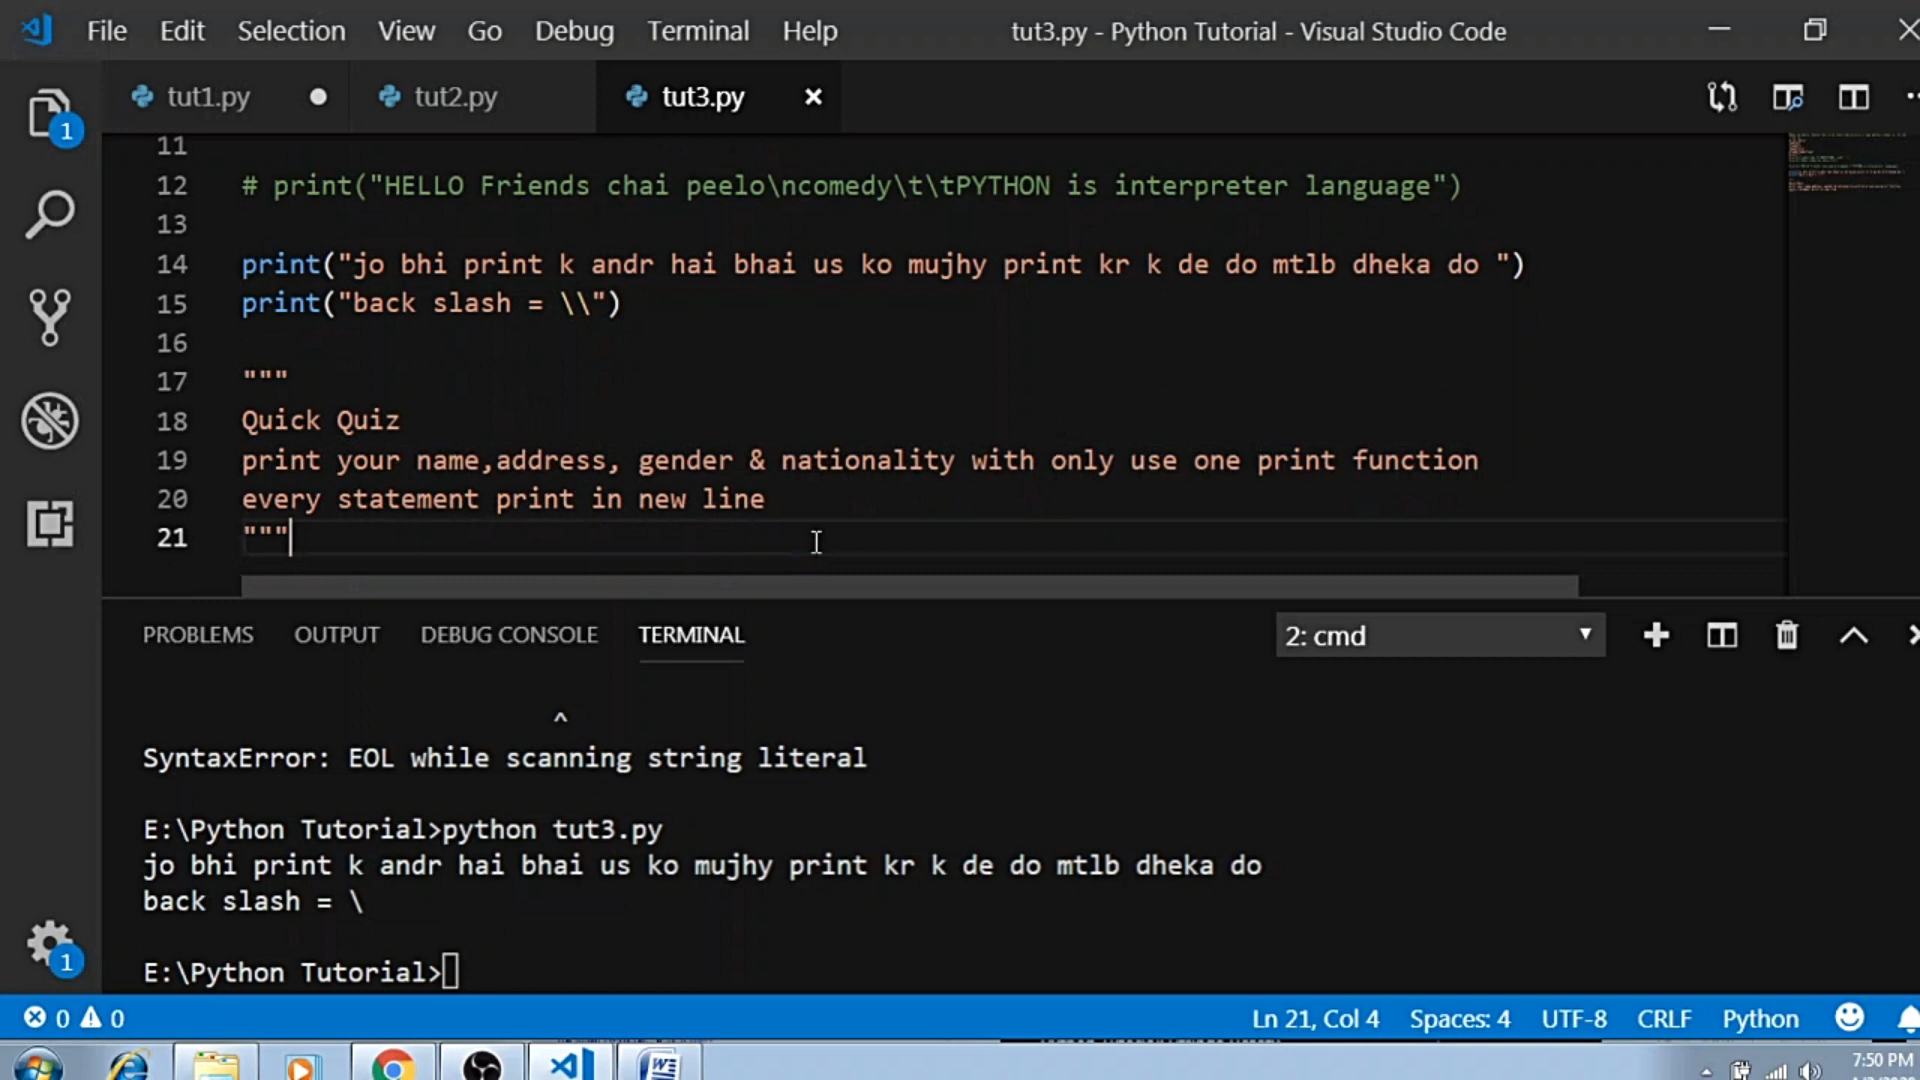 File Edit Selection View Go Debug Terminal Help tut3.py - Python Tutorial - Visual Studio Code
tut1.py tut2.py tut3.py
1
11
12 # print("HELLO Friends chai peelo\ncomedy\t\tPYTHON is interpreter language")
13
14 print("jo bhi print k andr hai bhai us ko mujhy print kr k de do mtlb dheka do ")
15 print("back slash = \\")
16
17 """
18 Quick Quiz
19 print your name,address, gender & nationality with only use one print function
20 every statement print in new line
21 """
PROBLEMS OUTPUT DEBUG CONSOLE TERMINAL 2: cmd
^
SyntaxError: EOL while scanning string literal
E:\Python Tutorial>python tut3.py
jo bhi print k andr hai bhai us ko mujhy print kr k de do mtlb dheka do
back slash = \
1
E:\Python Tutorial>
0 0 Ln 21, Col 4 Spaces: 4 UTF-8 CRLF Python
7:50 PM